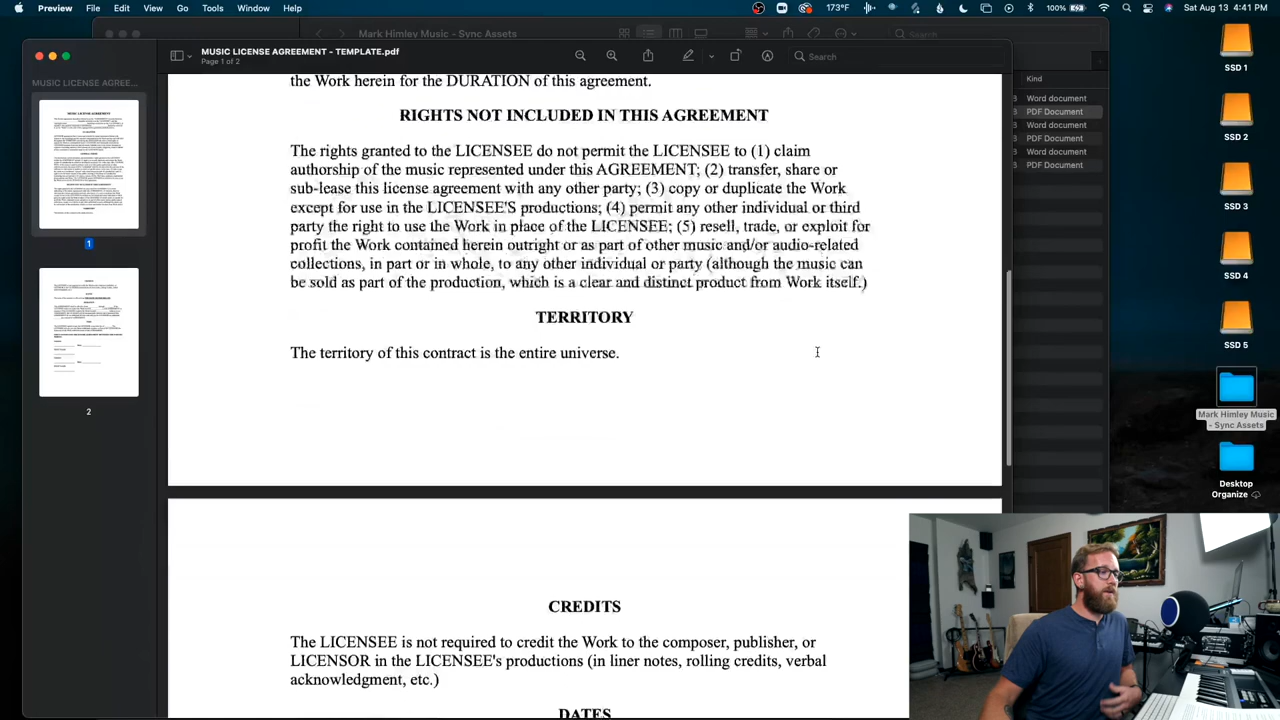 Preview File Edit View Go Tools Window Help
173°F 100% Sat Aug 13 4:41 PM
Mark Himley Music - Sync Assets
Search
MUSIC LICENSE AGREEMENT - TEMPLATE.pdf
Page 1 of 2
Search
MUSIC LICENSE AGREE...
1
2
the Work herein for the DURATION of this agreement.
RIGHTS NOT INCLUDED IN THIS AGREEMENT
The rights granted to the LICENSEE do not permit the LICENSEE to (1) claim
authorship of the music represented under this AGREEMENT; (2) transfer, share or
sub-lease this license agreement with any other party; (3) copy or duplicate the Work
except for use in the LICENSEE'S productions; (4) permit any other individual or third
party the right to use the Work in place of the LICENSEE; (5) resell, trade, or exploit for
profit the Work contained herein outright or as part of other music and/or audio-related
collections, in part or in whole, to any other individual or party (although the music can
be sold as part of the production, which is a clear and distinct product from Work itself.)
TERRITORY
The territory of this contract is the entire universe.
CREDITS
The LICENSEE is not required to credit the Work to the composer, publisher, or
LICENSOR in the LICENSEE's productions (in liner notes, rolling credits, verbal
acknowledgment, etc.)
DATES
Kind
Word document
PDF Document
Word document
PDF Document
Word document
PDF Document
SSD 1
SSD 2
SSD 3
SSD 4
SSD 5
Mark Himley Music
- Sync Assets
Desktop
Organize